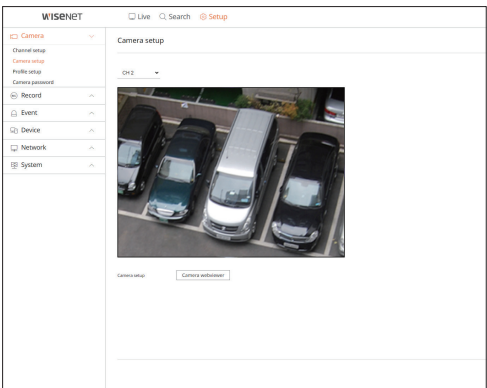 WISENET
Live Search Setup
Camera
Channel setup
Camera setup
Profile setup
Camera password
Record
Event
Device
Network
System
Camera setup
CH 2
Camera setup Camera webviewer